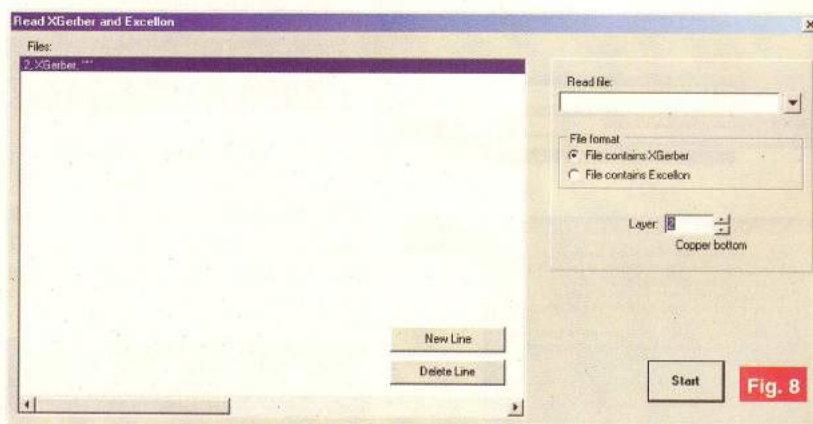 Read XGerber and Excellon
Files:
2, XGerber, ""
Read file:
File format
File contains XGerber
File contains Excellon
Layer: 2
Copper bottom
New Line
Delete Line
Start
Fig. 8